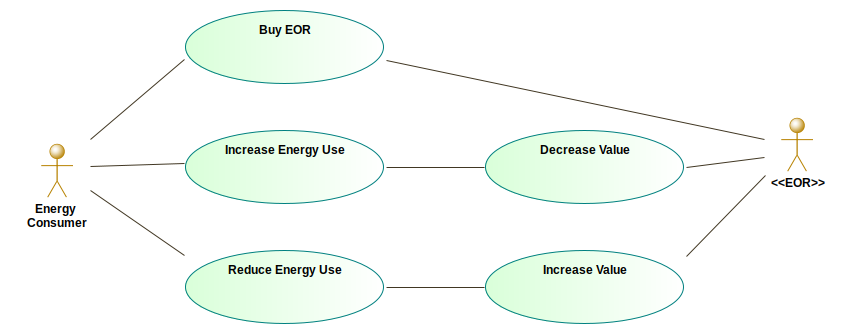 Buy EOR
Increase Energy Use
Decrease Value
<<EOR>>
Energy
Consumer
Reduce Energy Use
Increase Value